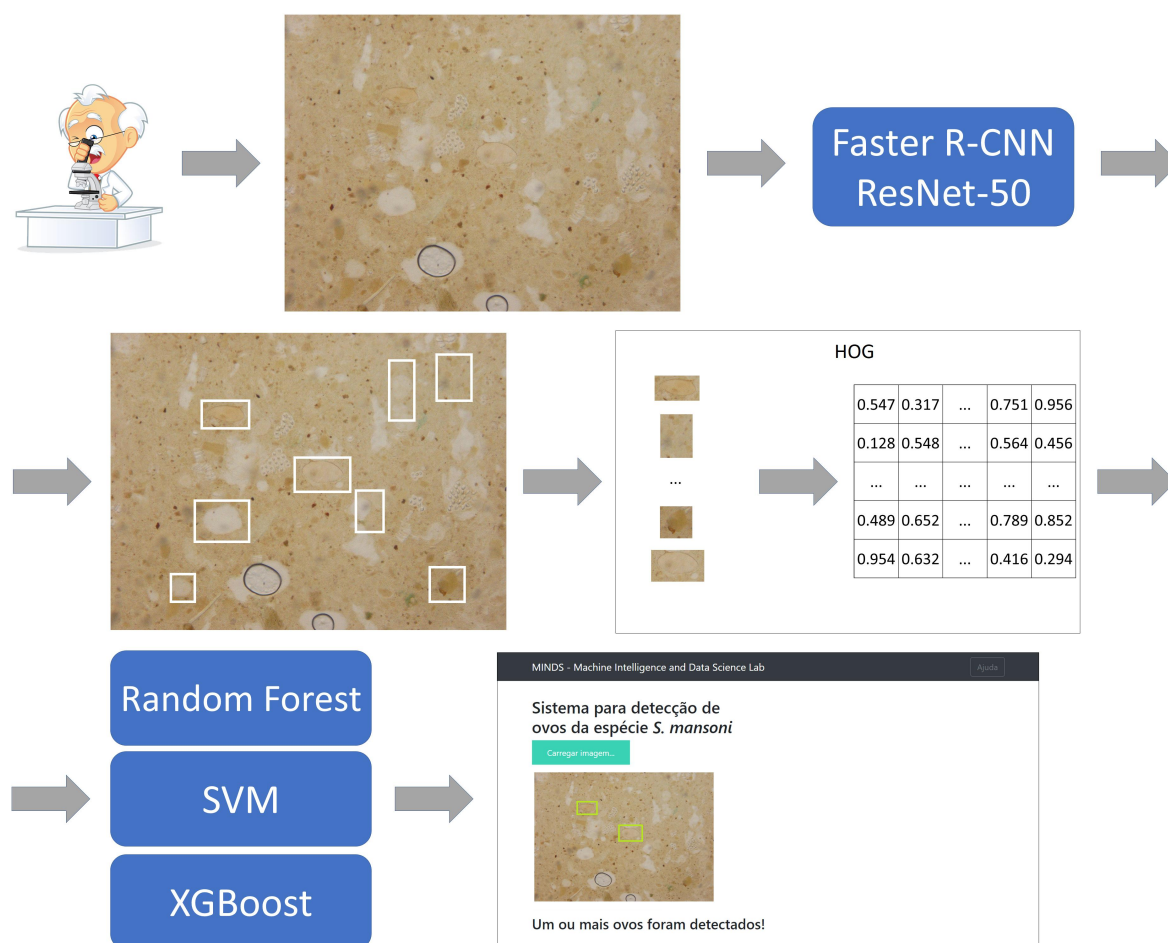 Faster R-CNN
ResNet-50
HOG
0.547 0.317 ... 0.751 0.956
0.128 0.548 ... 0.564 0.456
...
... ... ... ... ...
0.489 0.652 ... 0.789 0.852
0.954 0.632 ... 0.416 0.294
Random Forest
SVM
XGBoost
MINDS - Machine Intelligence and Data Science Lab
Ajuda
Sistema para detecção de
ovos da espécie S. mansoni
Carregar imagem...
Um ou mais ovos foram detectados!